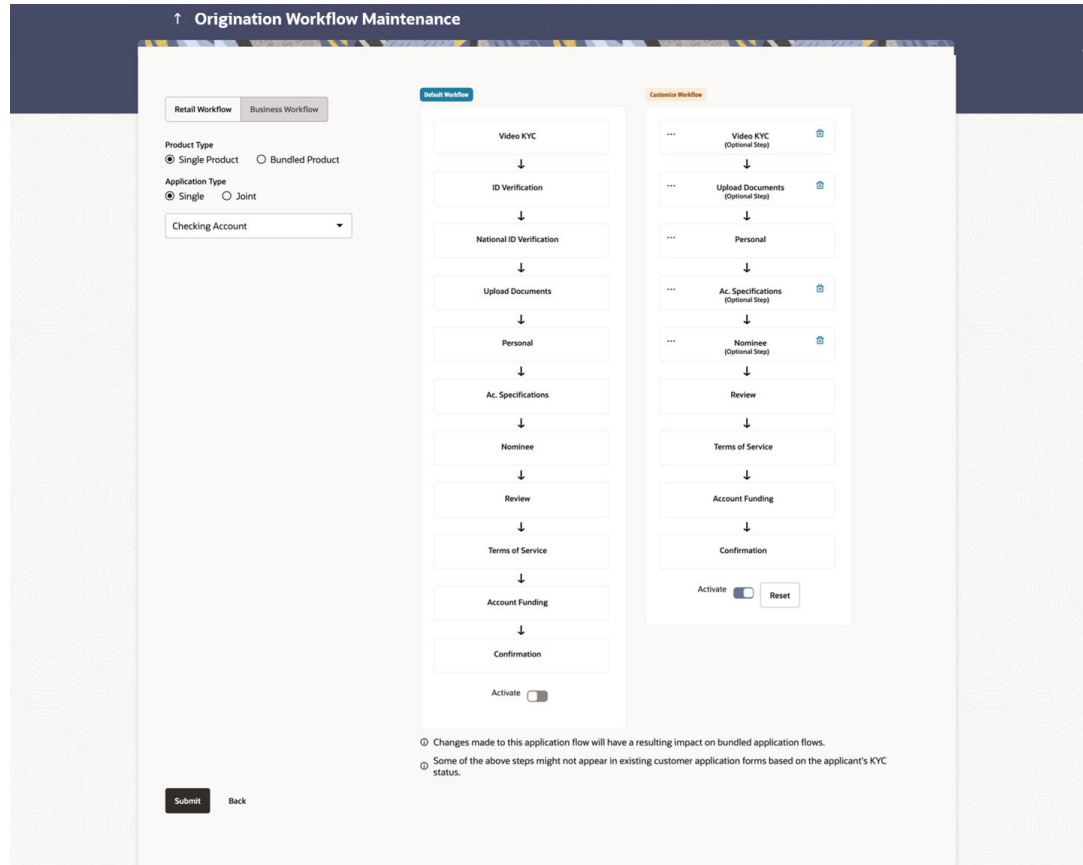 Origination Workflow Maintenance
Retail Workflow
Business Workflow
Product Type
Single Product
Bundled Product
Application Type
Single
Joint
Checking Account
Default Workflow
Video KYC
ID Verification
National ID Verification
Upload Documents
Personal
Ac. Specifications
Nominee
Review
Terms of Service
Account Funding
Confirmation
Activate
Customize Workflow
Video KYC
(Optional Step)
Upload Documents
(Optional Step)
Personal
Ac. Specifications
(Optional Step)
Nominee
(Optional Step)
Review
Terms of Service
Account Funding
Confirmation
Activate
Reset
Changes made to this application flow will have a resulting impact on bundled application flows.
Some of the above steps might not appear in existing customer application forms based on the applicant's KYC
status.
Submit
Back